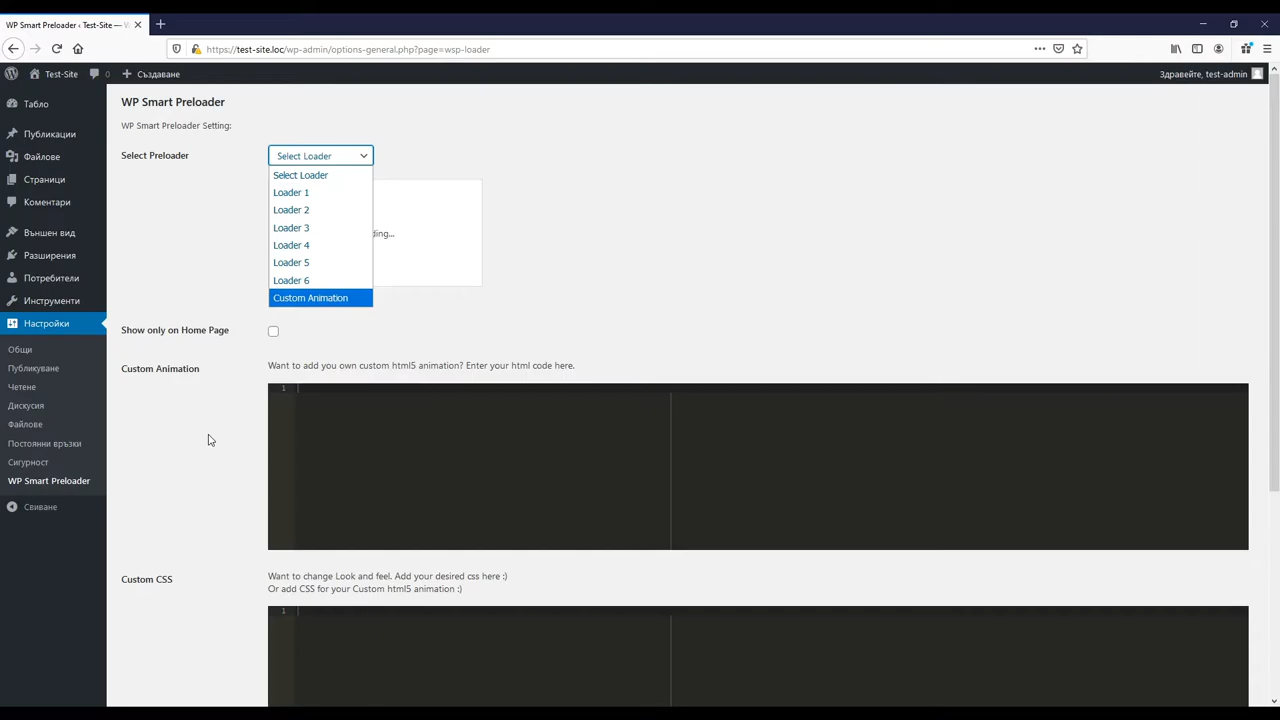 WP Smart Preloader ‹ Test-Site — W
https://test-site.loc/wp-admin/options-general.php?page=wsp-loader
Test-Site
0
Създаване
Здравейте, test-admin
Табло
Публикации
Файлове
Страници
Коментари
Външен вид
Разширения
Потребители
Инструменти
Настройки
Общи
Публикуване
Четене
Дискусия
Файлове
Постоянни връзки
Сигурност
WP Smart Preloader
Свиване
WP Smart Preloader
WP Smart Preloader Setting:
Select Preloader
Select Loader
Select Loader
Loader 1
Loader 2
Loader 3
Loader 4
Loader 5
Loader 6
Custom Animation
ding...
Show only on Home Page
Custom Animation
Want to add you own custom html5 animation? Enter your html code here.
1
Custom CSS
Want to change Look and feel. Add your desired css here :)
Or add CSS for your Custom html5 animation :)
1